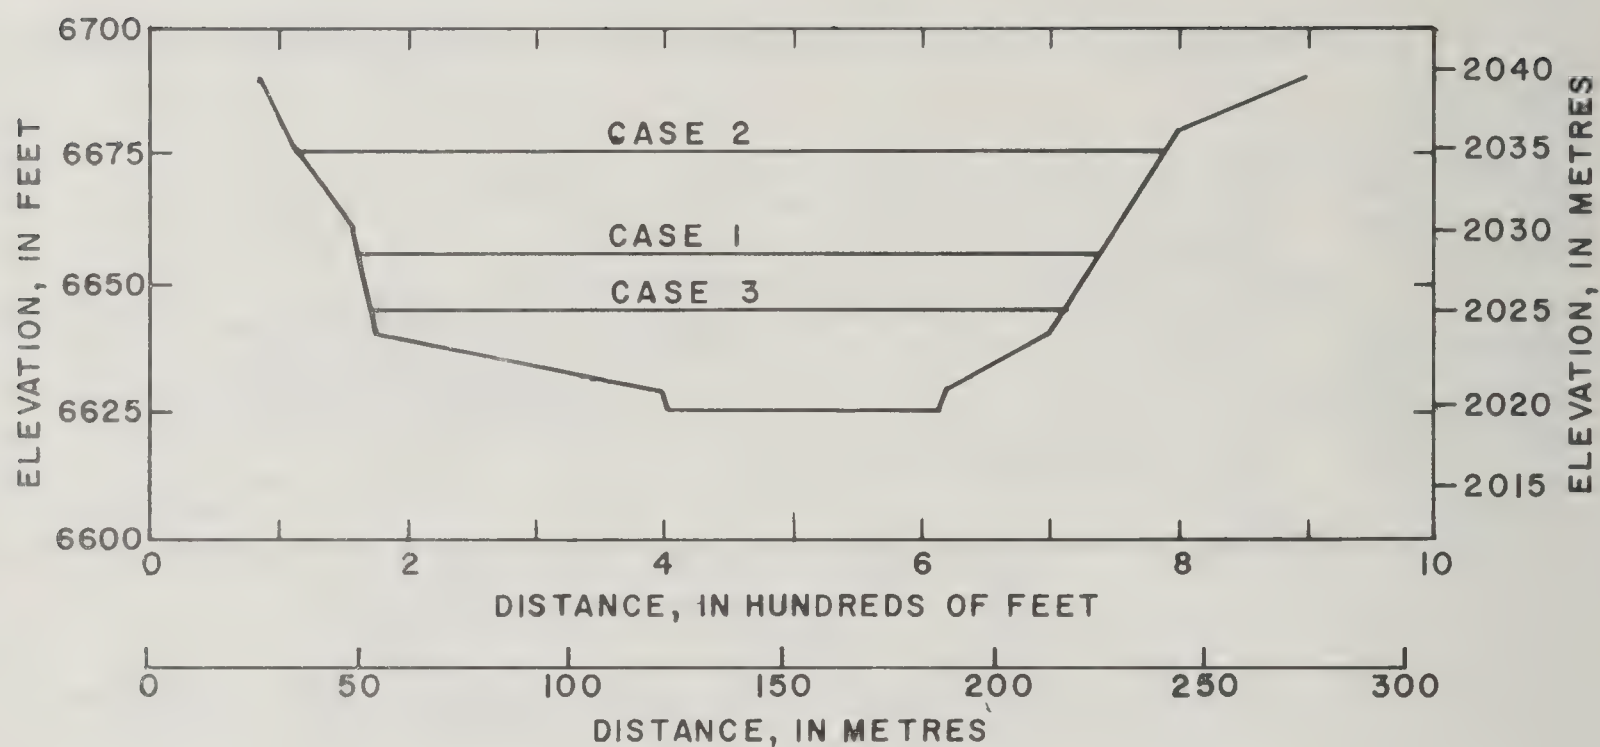 6700
6675
6650
6625
6600
ELEVATION, IN FEET
CASE 2
CASE 1
CASE 3
2040
2035
2030
2025
2020
2015
ELEVATION, IN METRES
0 2 4 6 8 10
DISTANCE, IN HUNDREDS OF FEET
0 50 100 150 200 250 300
DISTANCE, IN METRES